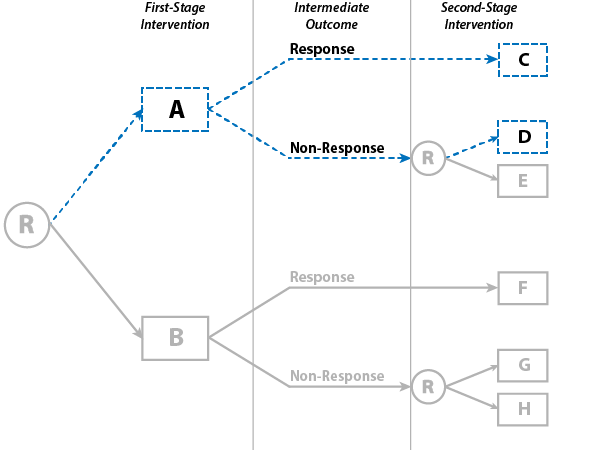 First-Stage
Intervention
Intermediate
Outcome
Second-Stage
Intervention
Response
C
A
D
Non-Response
R
E
R
Response
F
B
G
Non-Response
R
H